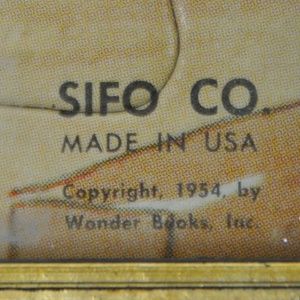 SIFO CO.
MADE IN USA
Copyright, 1954, by
Wonder Books, Inc.